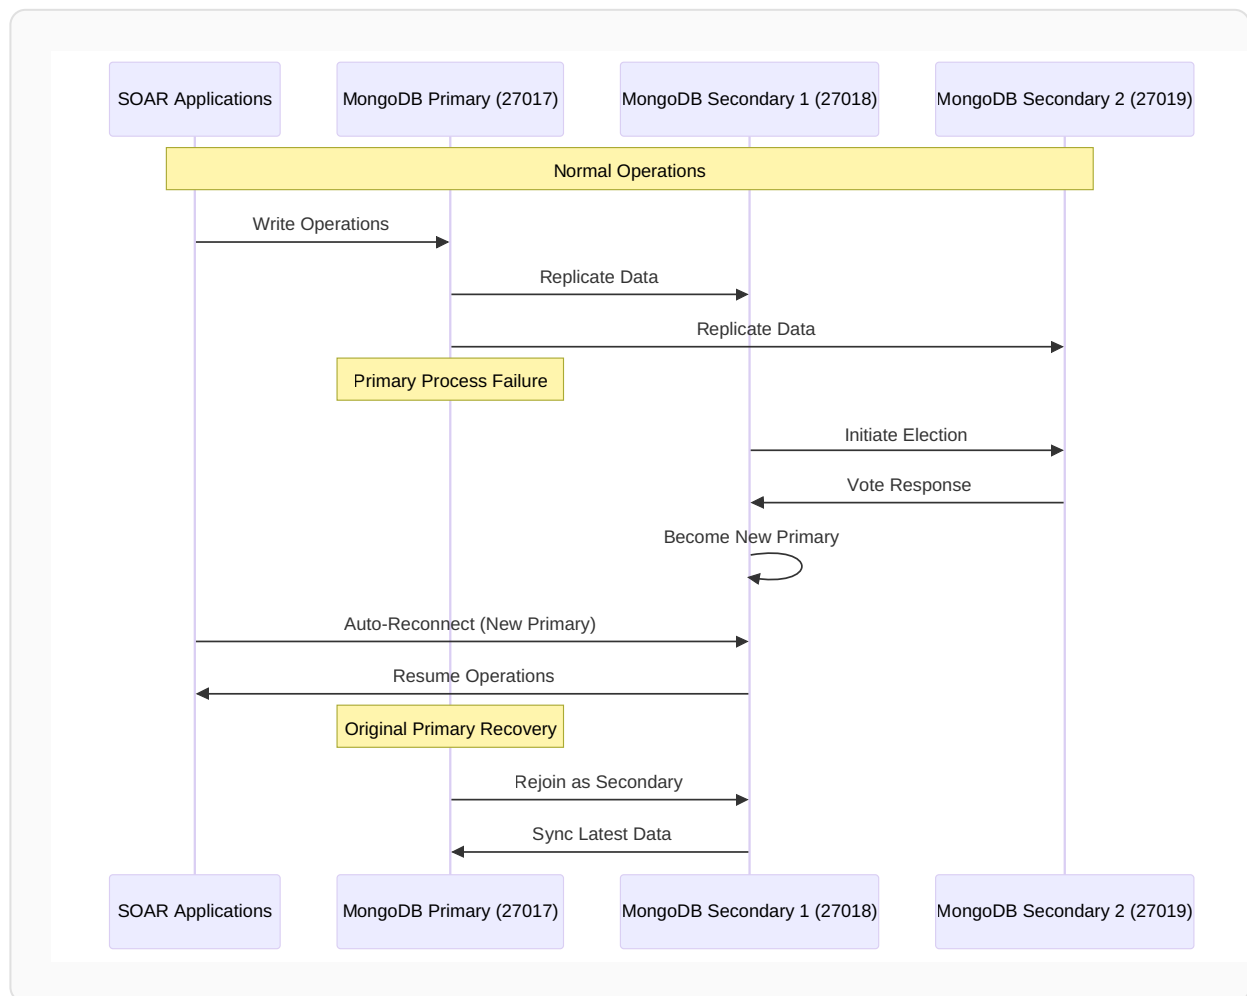 SOAR Applications
MongoDB Primary (27017)
MongoDB Secondary 1 (27018)
MongoDB Secondary 2 (27019)
Normal Operations
Write Operations
Replicate Data
Replicate Data
Primary Process Failure
Initiate Election
Vote Response
Become New Primary
Auto-Reconnect (New Primary)
Resume Operations
Original Primary Recovery
Rejoin as Secondary
Sync Latest Data
SOAR Applications
MongoDB Primary (27017)
MongoDB Secondary 1 (27018)
MongoDB Secondary 2 (27019)